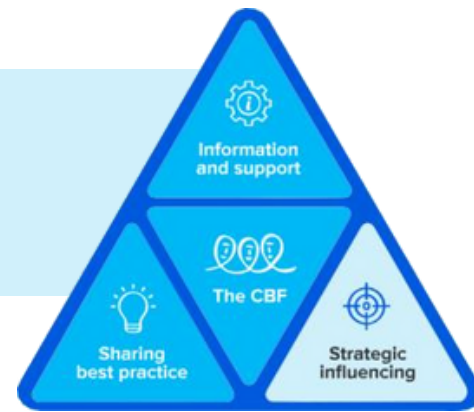 Information
and support
The CBF
Sharing
best practice
Strategic
influencing